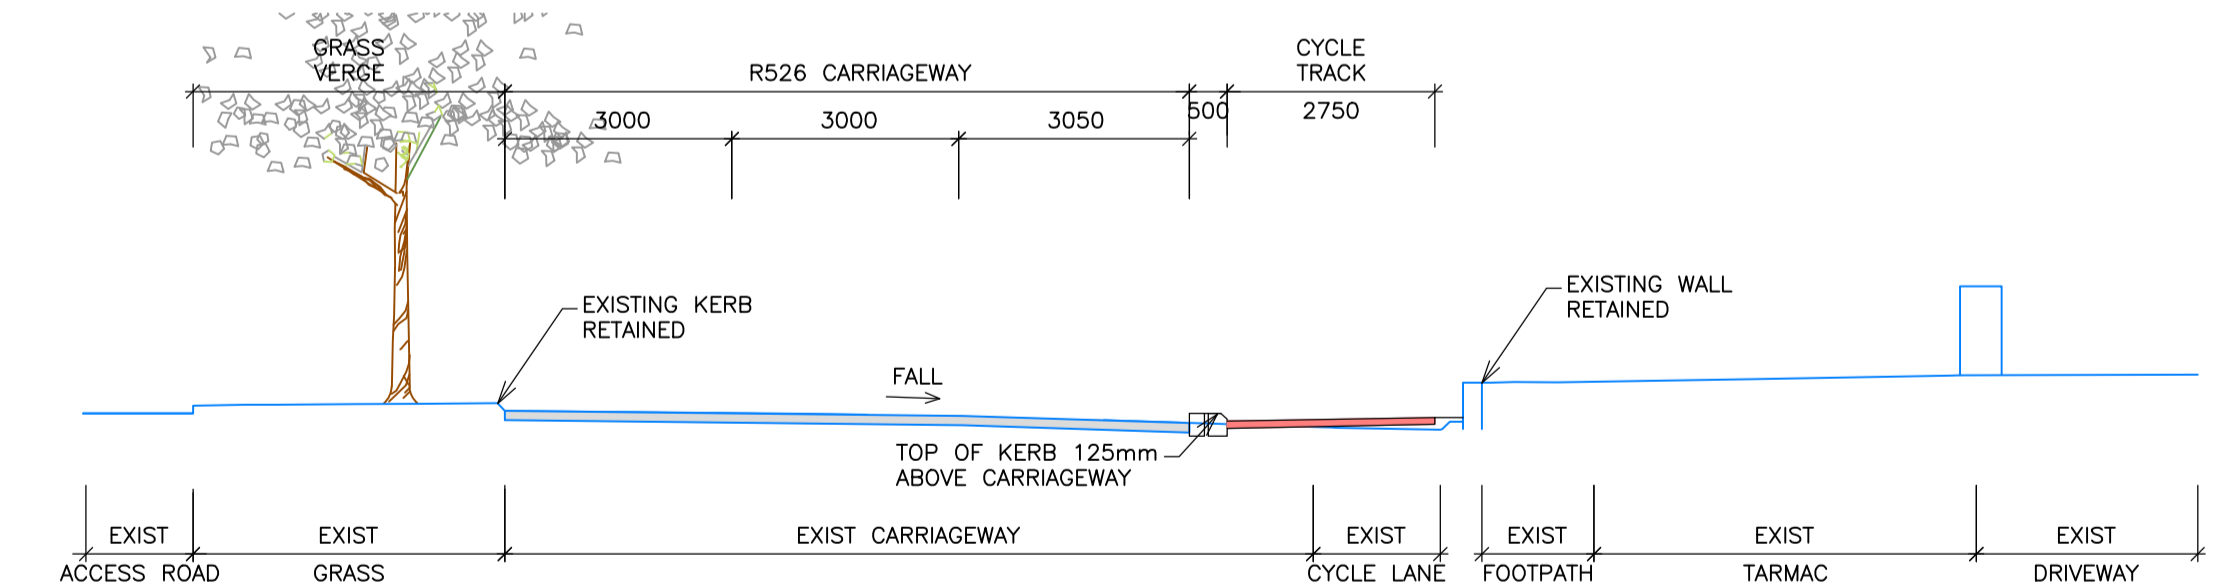 GRASS
VERGE
R526 CARRIAGEWAY
CYCLE
TRACK
3000
3000
3050
500
2750
EXISTING KERB
RETAINED
EXISTING WALL
RETAINED
FALL
TOP OF KERB 125mm
ABOVE CARRIAGEWAY
EXIST
ACCESS ROAD
EXIST
GRASS
EXIST CARRIAGEWAY
EXIST
CYCLE LANE
EXIST
FOOTPATH
EXIST
TARMAC
EXIST
DRIVEWAY